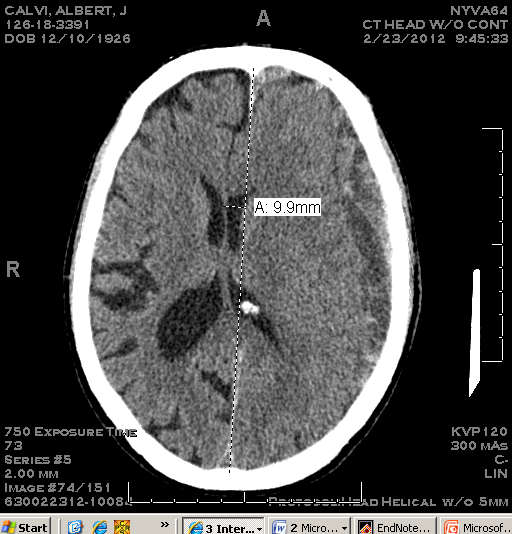 CALVI, ALBERT, J
126-18-3391
DOB 12/10/1926
A
NYVA64
CT HEAD W/O CONT
2/23/2012 9:45:33
A: 9.9mm
R
750 Exposure Time
73
Series #5
2.00 mm
Image #74/151
630022312-10084
KVP120
300 mAs
C-
LIN
Protocol:Head Helical w/o 5mm
Start
»
3 Inter...
2 Micro...
EndNote...
Microsof